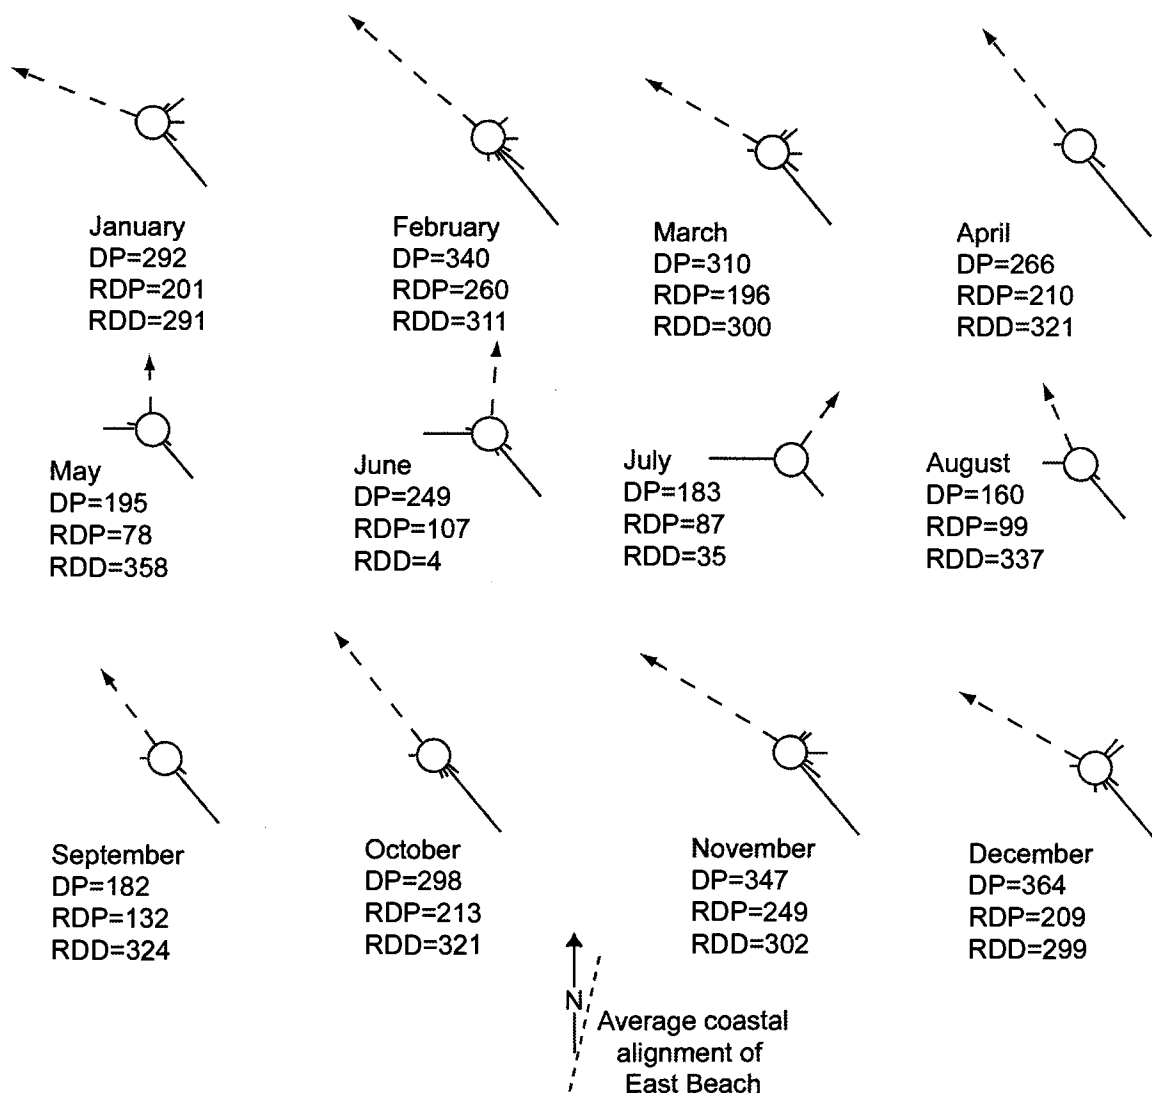 January
DP=292
RDP=201
RDD=291
February
DP=340
RDP=260
RDD=311
March
DP=310
RDP=196
RDD=300
April
DP=266
RDP=210
RDD=321
May
DP=195
RDP=78
RDD=358
June
DP=249
RDP=107
RDD=4
July
DP=183
RDP=87
RDD=35
August
DP=160
RDP=99
RDD=337
September
DP=182
RDP=132
RDD=324
October
DP=298
RDP=213
RDD=321
November
DP=347
RDP=249
RDD=302
December
DP=364
RDP=209
RDD=299
N
Average coastal
alignment of
East Beach